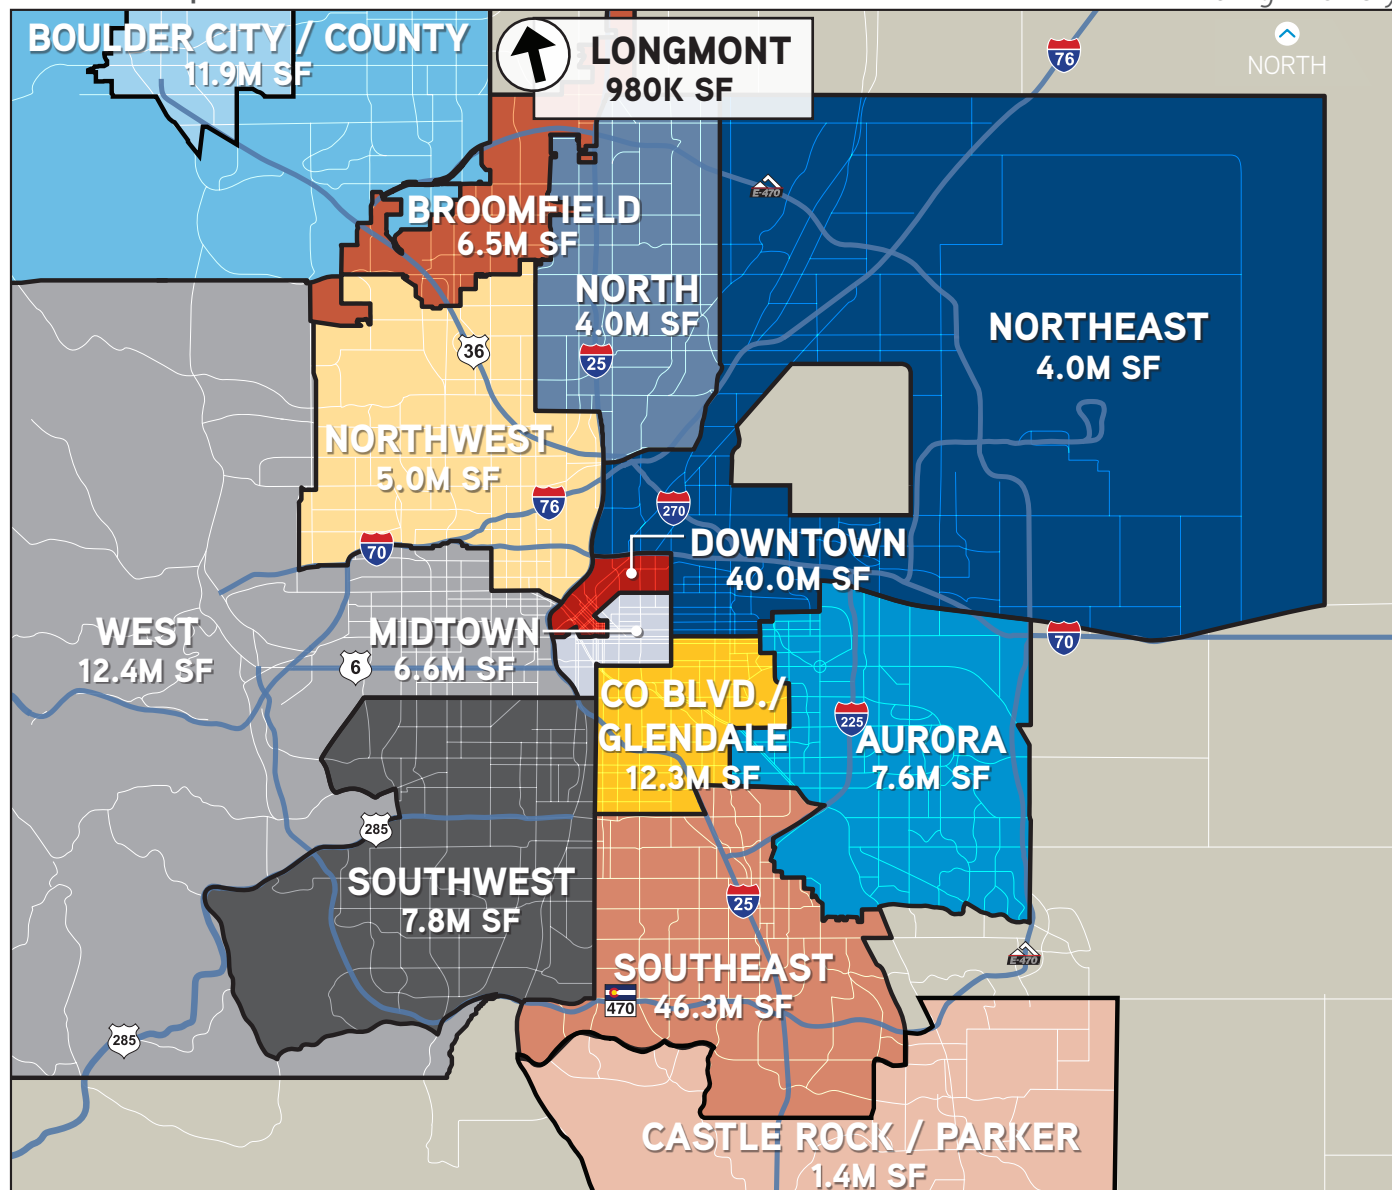 BOULDER CITY / COUNTY
11.9M SF
LONGMONT
980K SF
76
NORTH
E-470
BROOMFIELD
6.5M SF
NORTH
4.0M SF
25
36
NORTHEAST
4.0M SF
NORTHWEST
5.0M SF
76
270
70
DOWNTOWN
40.0M SF
WEST
12.4M SF
MIDTOWN
6.6M SF
6
70
CO BLVD./
GLENDALE
12.3M SF
225
AURORA
7.6M SF
285
SOUTHWEST
7.8M SF
25
SOUTHEAST
46.3M SF
470
E-470
285
CASTLE ROCK / PARKER
1.4M SF